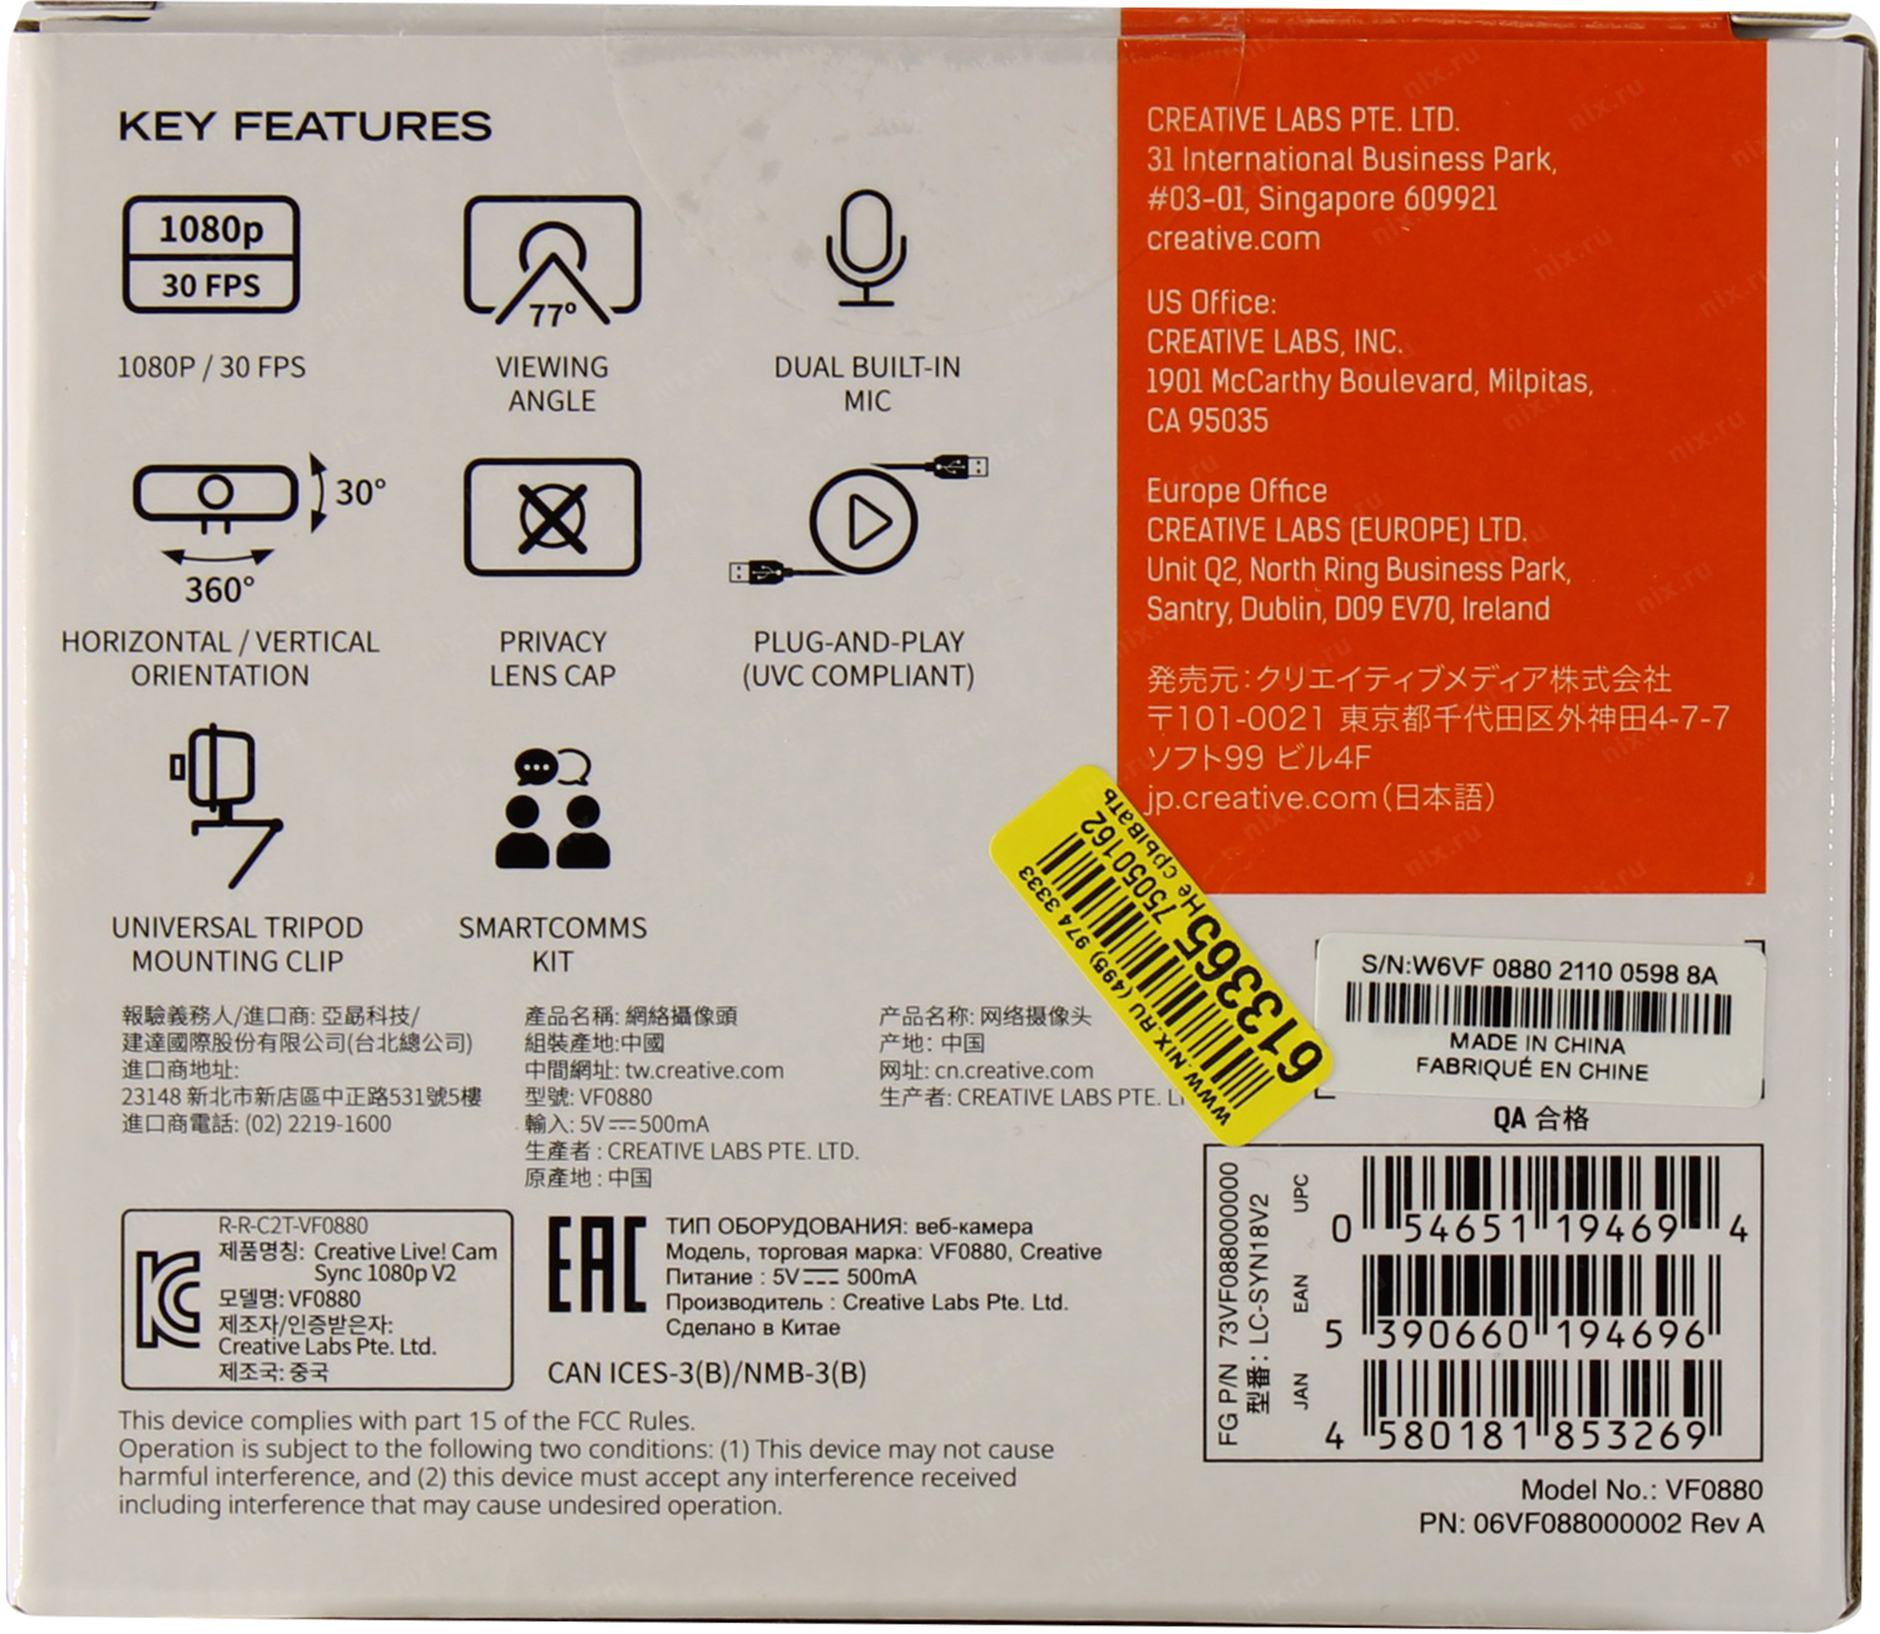 KEY FEATURES
1080p
30 FPS
1080P / 30 FPS
77°
VIEWING
ANGLE
DUAL BUILT-IN
MIC
30°
360°
HORIZONTAL / VERTICAL
ORIENTATION
PRIVACY
LENS CAP
PLUG-AND-PLAY
(UVC COMPLIANT)
UNIVERSAL TRIPOD
MOUNTING CLIP
SMARTCOMMS
KIT
報驗義務人/進口商: 亞勗科技/
建達國際股份有限公司(台北總公司)
進口商地址:
23148 新北市新店區中正路531號5樓
進口商電話: (02) 2219-1600
產品名稱: 網絡攝像頭
組裝產地:中國
中間網址: tw.creative.com
型號: VF0880
輸入: 5V⎓500mA
生產者 : CREATIVE LABS PTE. LTD.
原產地 : 中国
产品名称: 网络摄像头
产地: 中国
网址: cn.creative.com
生产者: CREATIVE LABS PTE.
R-R-C2T-VF0880
제품명칭: Creative Live! Cam
Sync 1080p V2
모델명: VF0880
제조자/인증받은자:
Creative Labs Pte. Ltd.
제조국: 중국
EAC
ТИП ОБОРУДОВАНИЯ: веб-камера
Модель, торговая марка: VF0880, Creative
Питание : 5V⎓ 500mA
Производитель : Creative Labs Pte. Ltd.
Сделано в Китае
CAN ICES-3(B)/NMB-3(B)
This device complies with part 15 of the FCC Rules.
Operation is subject to the following two conditions: (1) This device may not cause
harmful interference, and (2) this device must accept any interference received
including interference that may cause undesired operation.
CREATIVE LABS PTE. LTD.
31 International Business Park,
#03-01, Singapore 609921
creative.com
US Office:
CREATIVE LABS, INC.
1901 McCarthy Boulevard, Milpitas,
CA 95035
Europe Office
CREATIVE LABS (EUROPE) LTD.
Unit Q2, North Ring Business Park,
Santry, Dublin, D09 EV70, Ireland
発売元:クリエイティブメディア株式会社
〒101-0021 東京都千代田区外神田4-7-7
ソフト99 ビル4F
jp.creative.com(日本語)
WWW.NIX.RU (495) 974 3333
613365, 75050162
Не срывать
S/N:W6VF 0880 2110 0598 8A
MADE IN CHINA
FABRIQUÉ EN CHINE
QA 合格
FG P/N 73VF088000000
型番: LC-SYN18V2
UPC
0 54651 19469 4
EAN
5 390660 194696
JAN
4 580181 853269
Model No.: VF0880
PN: 06VF088000002 Rev A
nix.ru